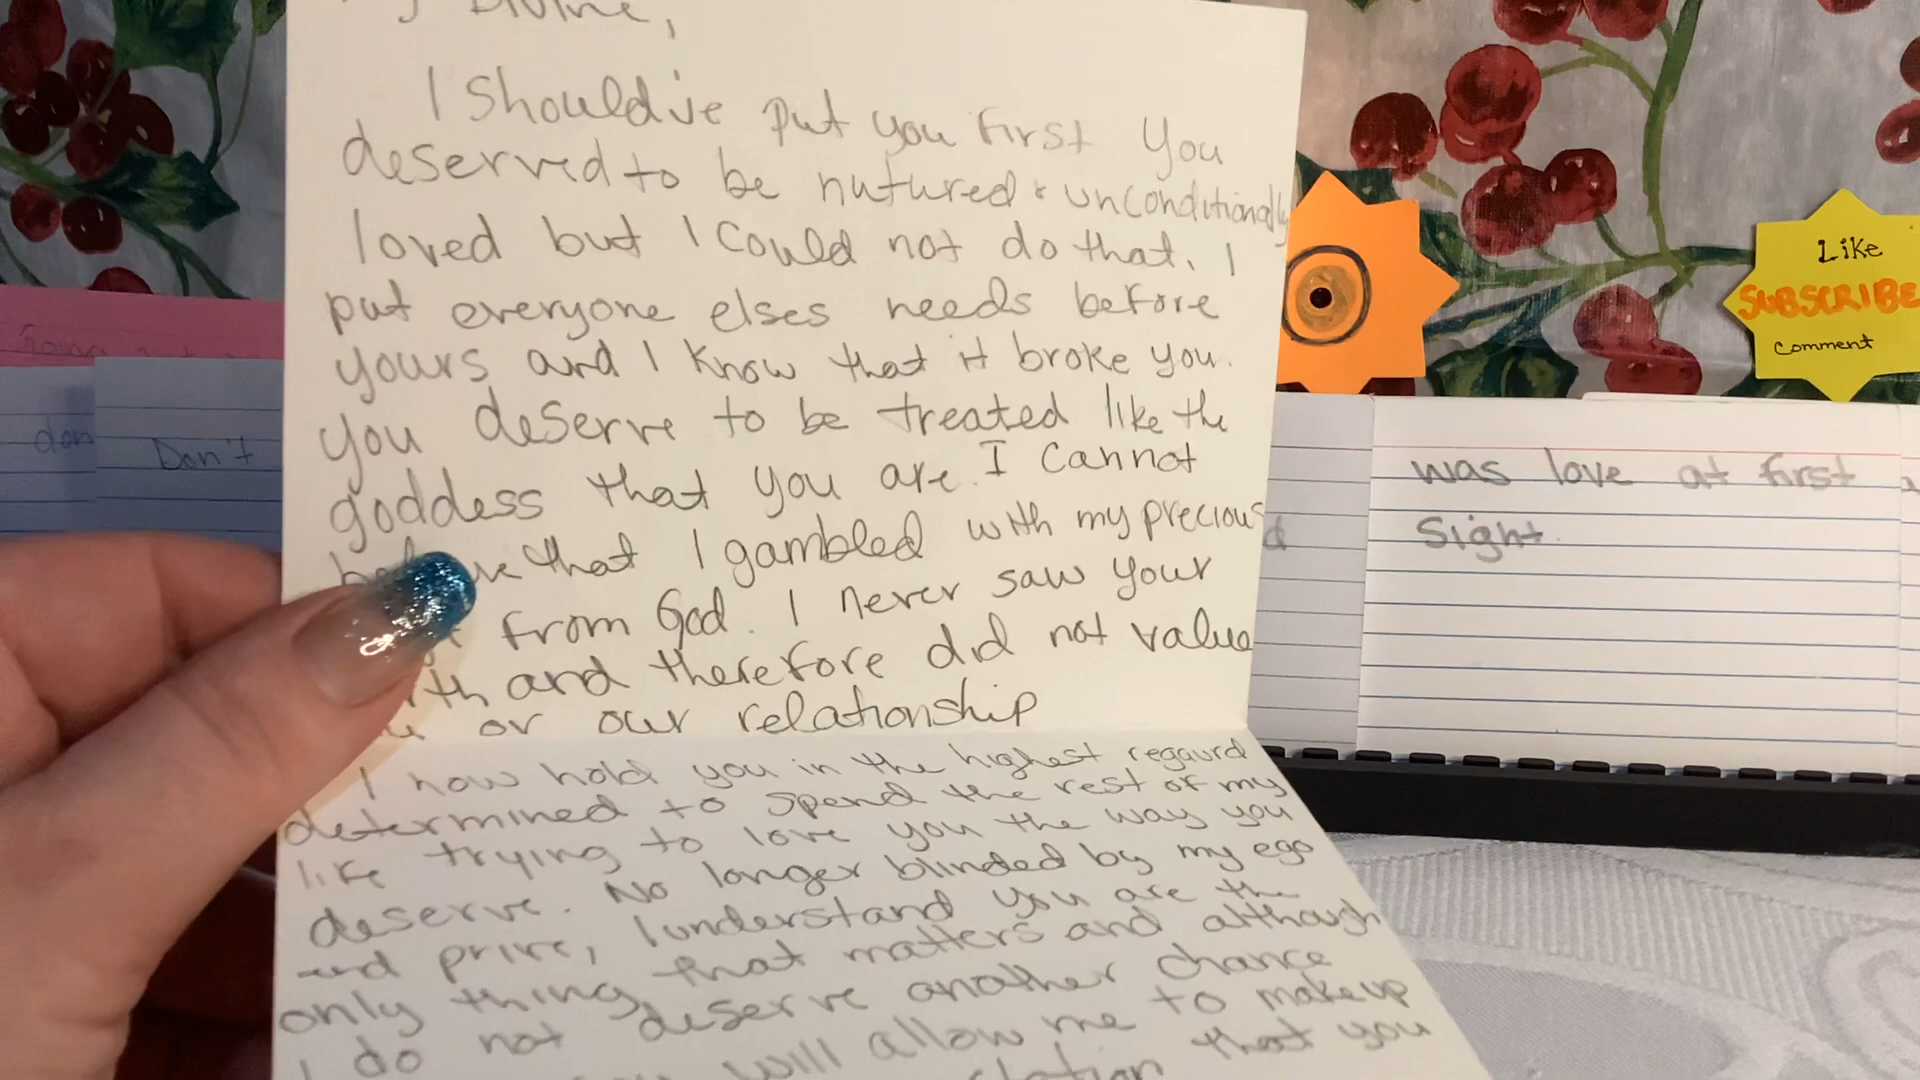 Divine,
I Should've put you first You
deserved to be nutured & unconditionally
loved but I could not do that. I
put everyone elses needs before
yours and I know that it broke you.
you deserve to be treated like the
goddess that you are. I cannot
that I gambled with my precious
from God. I never saw your
and therefore did not value
or our relationship
I now hold you in the highest regaurd
determined to spend the rest of my
life trying to love you the way you
deserve. No longer blinded by my ego
and price, I understand you are the
only thing that matters and although
I do not deserve another chance
will allow me to makeup
that you
Like
SUBSCRIBE
comment
was love at first
Sight.
don
Don't